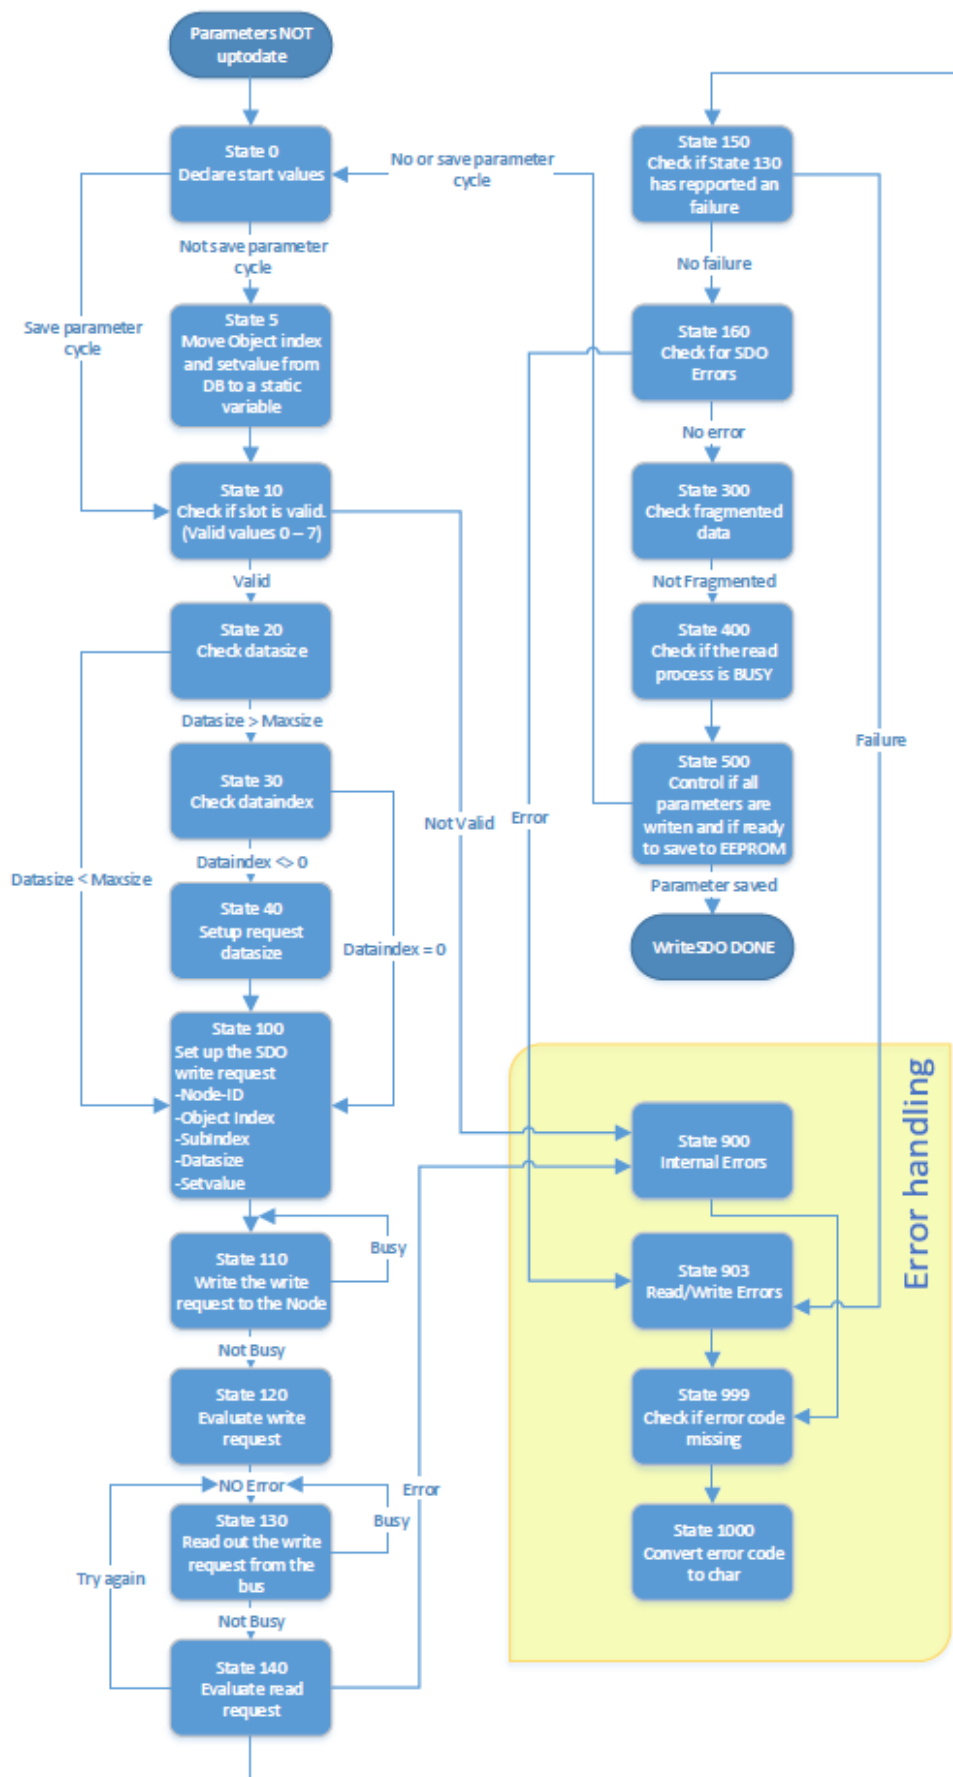 Parameters NOT
uptodate
State 0
Declare start values
No or save parameter
cycle
Not save parameter
cycle
Save parameter
cycle
State 5
Move Object index
and setvalue from
DB to a static
variable
State 10
Check if slot is valid.
(Valid values 0 – 7)
Valid
State 20
Check datasize
Datasize > Maxsize
State 30
Check dataindex
Dataindex <> 0
Datasize < Maxsize
State 40
Setup request
datasize
Dataindex = 0
State 100
Set up the SDO
write request
-Node-ID
-Object Index
-SubIndex
-Datasize
-Setvalue
Busy
State 110
Write the write
request to the Node
Not Busy
State 120
Evaluate write
request
NO Error
Busy
State 130
Read out the write
request from the
bus
Try again
Not Busy
State 140
Evaluate read
request
Error
Not Valid
Error
State 150
Check if State 130
has repported an
failure
No failure
State 160
Check for SDO
Errors
No error
State 300
Check fragmented
data
Not Fragmented
State 400
Check if the read
process is BUSY
Failure
State 500
Control if all
parameters are
writen and if ready
to save to EEPROM
Parameter saved
WriteSDO DONE
Error handling
State 900
Internal Errors
State 903
Read/Write Errors
State 999
Check if error code
missing
State 1000
Convert error code
to char